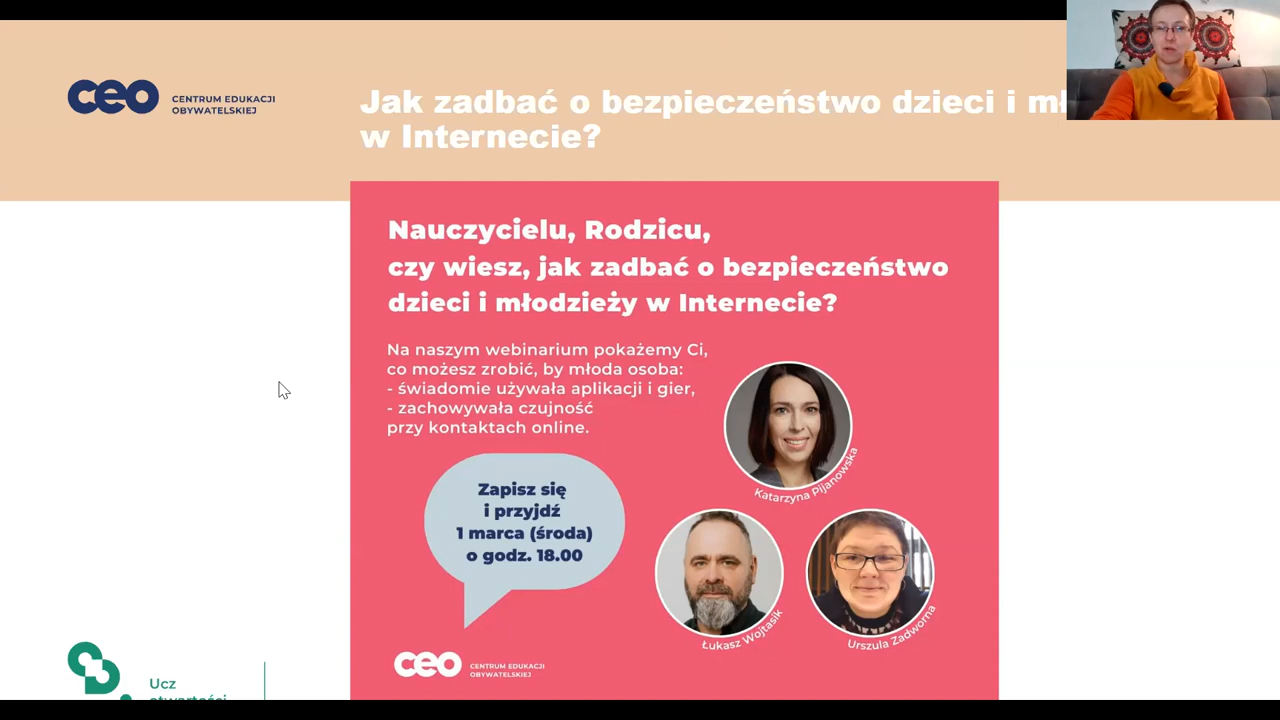 ceo CENTRUM EDUKACJI
OBYWATELSKIEJ
Jak zadbać o bezpieczeństwo dzieci i
w Internecie?
Nauczycielu, Rodzicu,
czy wiesz, jak zadbać o bezpieczeństwo
dzieci i młodzieży w Internecie?
Na naszym webinarium pokażemy Ci,
co możesz zrobić, by młoda osoba:
- świadomie używała aplikacji i gier,
- zachowywała czujność
przy kontaktach online.
Katarzyna Pijanowska
Zapisz się
i przyjdź
1 marca (środa)
o godz. 18.00
Łukasz Wojtasik
Urszula Zadworna
ceo CENTRUM EDUKACJI
OBYWATELSKIEJ
Ucz